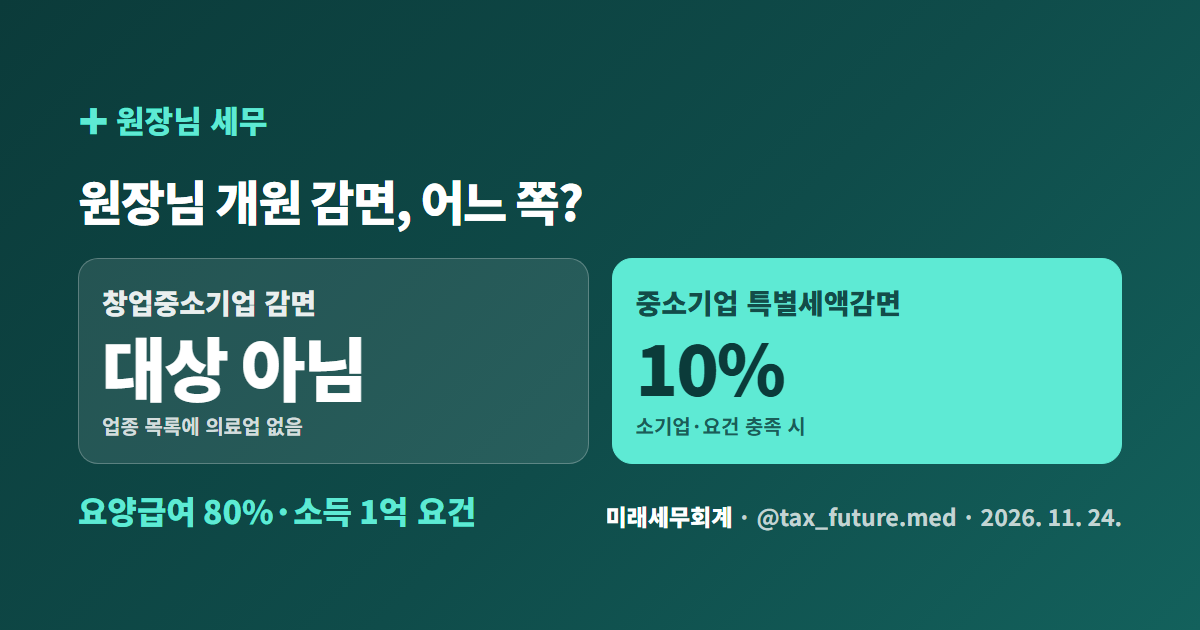 ✚ 원장님 세무
원장님 개원 감면, 어느 쪽?
창업중소기업 감면
대상 아님
업종 목록에 의료업 없음
중소기업 특별세액감면
10%
소기업·요건 충족 시
요양급여 80%·소득 1억 요건
미래세무회계 · @tax_future.med · 2026. 11. 24.